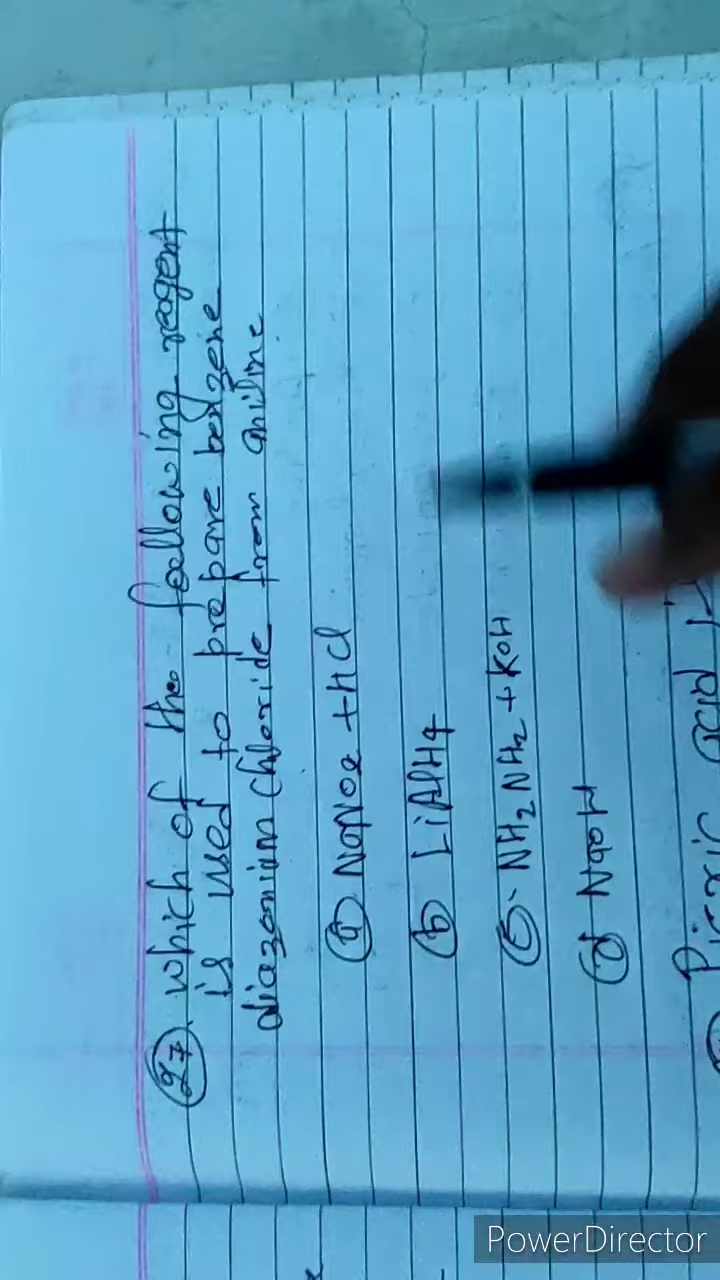 27. which of the following reagent
is used to prepare benzene
diazonium chloride from aniline
(a) NaNO2 + HCl
(b) LiAlH4
(c). NH2NH2 + KOH
(d) NaOH
Picric acid
PowerDirector